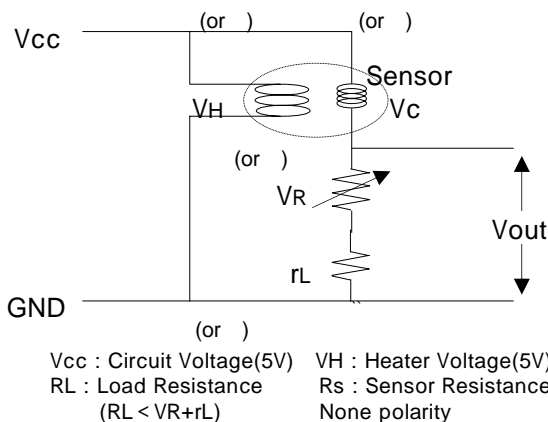 (or ) (or )
Vcc
Sensor
VH Vc
(or )
VR
Vout
rL
GND
(or )
Vcc : Circuit Voltage(5V) VH : Heater Voltage(5V)
RL : Load Resistance Rs : Sensor Resistance
(RL < VR+rL) None polarity